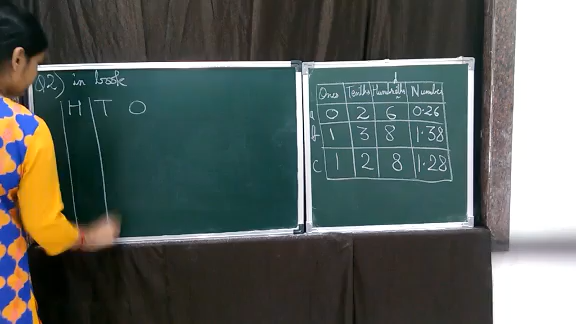 Q2) in book
H T O
Ones Tenths Hundredths Number
a 0 2 6 0.26
b 1 3 8 1.38
c 1 2 8 1.28